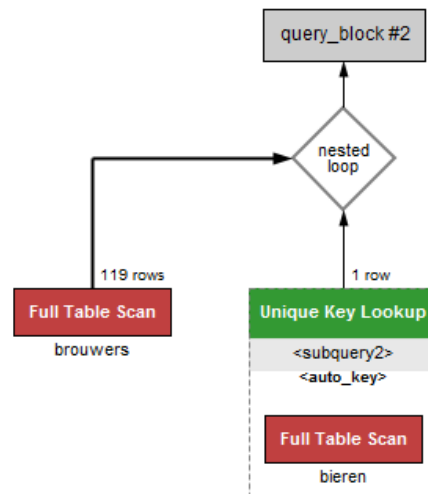 query_block #2
nested
loop
119 rows
1 row
Full Table Scan
Unique Key Lookup
brouwers
<subquery2>
<auto_key>
Full Table Scan
bieren